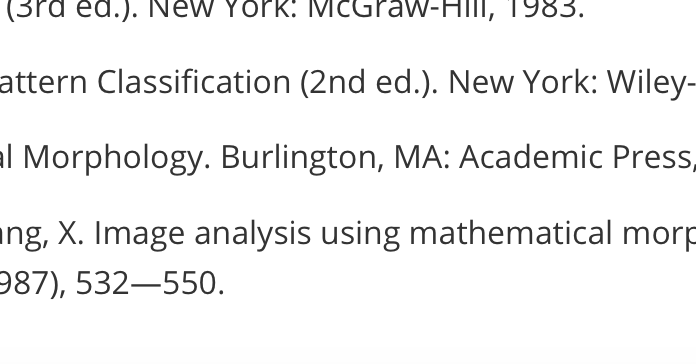 (3rd ed.). New York: McGraw-Hill, 1983.
attern Classification (2nd ed.). New York: Wiley-
al Morphology. Burlington, MA: Academic Press,
ang, X. Image analysis using mathematical morp
987), 532—550.